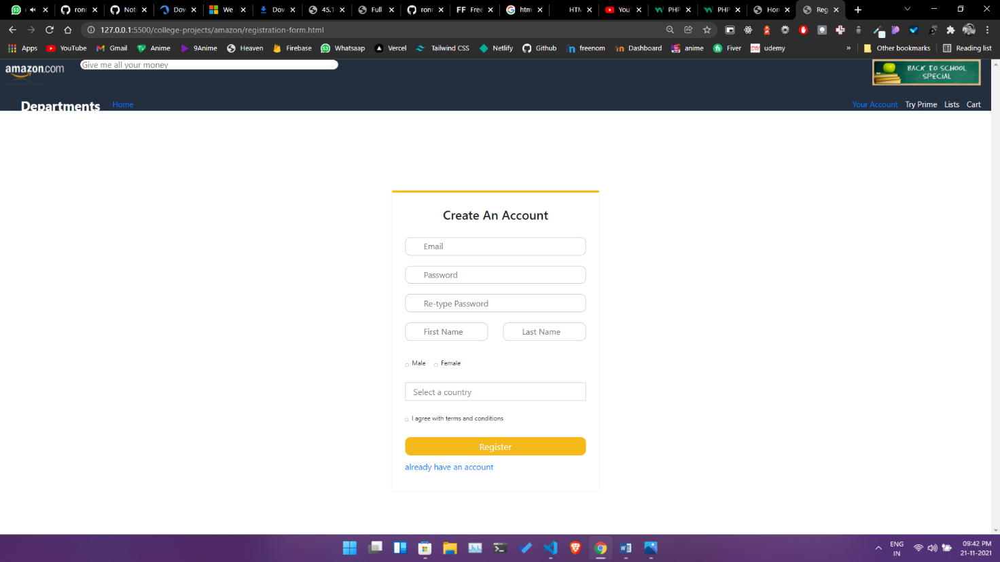 ronr
Not
Dow
We
Dow
45.1
Full
ronr
FF Free
htm
HTM
You
PHP
PHP
Hon
Reg
127.0.0.1:5500/college-projects/amazon/registration-form.html
Apps YouTube Gmail Anime 9Anime Heaven Firebase Whatsaap Vercel Tailwind CSS Netlify Github freenom Dashboard anime Fiver udemy » Other bookmarks Reading list
amazon.com
Give me all your money
BACK TO SCHOOL
SPECIAL
Departments Home
Your Account Try Prime Lists Cart
Create An Account
Email
Password
Re-type Password
First Name Last Name
Male Female
Select a country
I agree with terms and conditions
Register
already have an account
ENG
IN
09:42 PM
21-11-2021